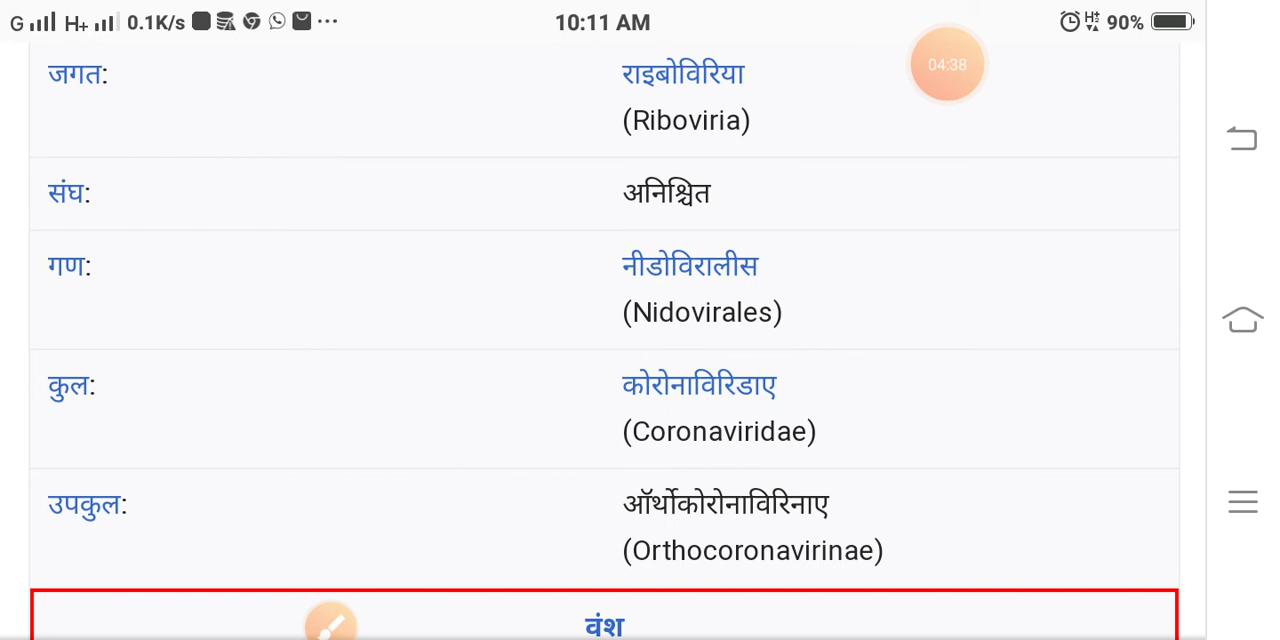 G H+ 0.1K/s ... 10:11 AM 90%
04:38
जगत: राइबोविरिया
(Riboviria)
संघ: अनिश्चित
गण: नीडोविरालीस
(Nidovirales)
कुल: कोरोनाविरिडाए
(Coronaviridae)
उपकुल: ऑर्थोकोरोनाविरिनाए
(Orthocoronavirinae)
वंश